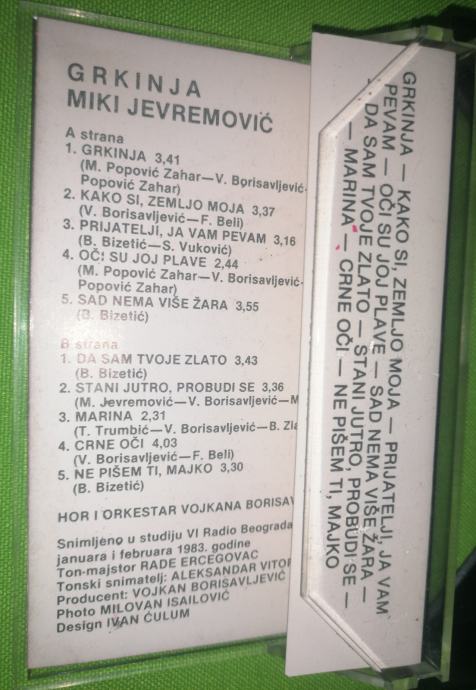 GRKINJA
MIKI JEVREMOVIĆ
A strana
1. GRKINJA 3,41
(M. Popović Zahar—V. Borisavljević-
Popović Zahar)
2. KAKO SI, ZEMLJO MOJA 3,37
(V. Borisavljević—F. Beli)
3. PRIJATELJI, JA VAM PEVAM 3,16
(B. Bizetić—S. Vuković)
4. OČI SU JOJ PLAVE 2,44
(M. Popović Zahar—V. Borisavljević-
Popović Zahar)
5. SAD NEMA VIŠE ŽARA 3,55
(B. Bizetić)
B strana
1. DA SAM TVOJE ZLATO 3,43
(B. Bizetić)
2. STANI JUTRO, PROBUDI SE 3,36
(M. Jevremović—V. Borisavljević—M
3. MARINA 2,31
(T. Trumbić—V. Borisavljević—B. Zla
4. CRNE OČI 4,03
(V. Borisavljević—F. Beli)
5. NE PIŠEM TI, MAJKO 3,30
(B. Bizetić)
HOR I ORKESTAR VOJKANA BORISAV
Snimljeno u studiju VI Radio Beograda
januara i februara 1983. godine
Ton-majstor RADE ERCEGOVAC
Tonski snimatelj: ALEKSANDAR VITOR
Producent: VOJKAN BORISAVLJEVIĆ
Photo MILOVAN ISAILOVIĆ
Design IVAN ĆULUM
GRKINJA — KAKO SI, ZEMLJO MOJA — PRIJATELJI, JA VAM
PEVAM — OČI SU JOJ PLAVE — SAD NEMA VIŠE ŽARA —
— DA SAM TVOJE ZLATO — STANI JUTRO, PROBUDI SE —
— MARINA — CRNE OČI — NE PIŠEM TI, MAJKO